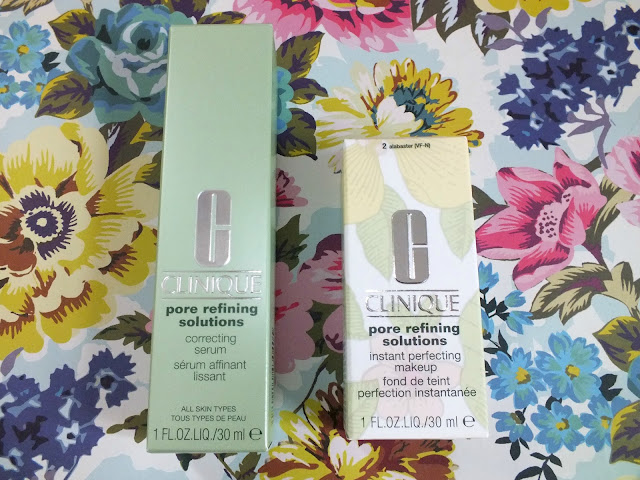 CLINIQUE
pore refining
solutions
correcting
serum
sérum affinant
lissant
ALL SKIN TYPES
TOUS TYPES DE PEAU
1 FL.OZ.LIQ./30 ml ℮
2 alabaster (VF-N)
CLINIQUE
pore refining
solutions
instant perfecting
makeup
fond de teint
perfection instantanée
1 FL.OZ.LIQ./30 ml ℮